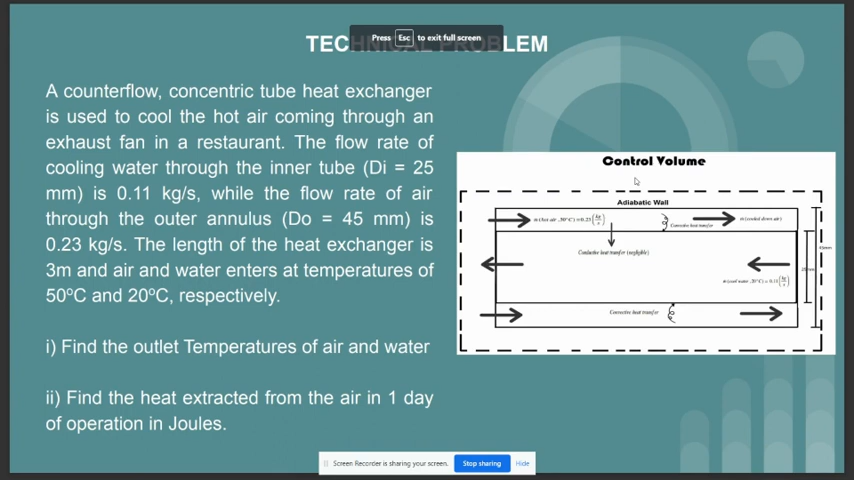 TECHNICAL PROBLEM
Press Esc to exit full screen
A counterflow, concentric tube heat exchanger
is used to cool the hot air coming through an
exhaust fan in a restaurant. The flow rate of
cooling water through the inner tube (Di = 25
mm) is 0.11 kg/s, while the flow rate of air
through the outer annulus (Do = 45 mm) is
0.23 kg/s. The length of the heat exchanger is
3m and air and water enters at temperatures of
50ºC and 20ºC, respectively.
i) Find the outlet Temperatures of air and water
ii) Find the heat extracted from the air in 1 day
of operation in Joules.
Control Volume
Adiabatic Wall
Convective heat transfer
ṁ (cooled down air)
Conductive heat transfer (negligible)
45mm
Convective heat transfer
Screen Recorder is sharing your screen.
Stop sharing
Hide